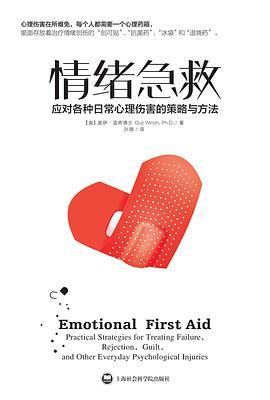 心理伤害在所难免，每个人都需要一个心理药箱，
里面存放着治疗情绪创伤的“创可贴”、“抗菌药”、“冰袋”和“退烧药”。
情绪急救
应对各种日常心理伤害的策略与方法
【美】盖伊·温奇博士 Guy Winch, Ph.D. / 著
孙璐 / 译
Emotional First Aid
Practical Strategies for Treating Failure,
Rejection, Guilt,
and Other Everyday Psychological Injuries
上海社会科学院出版社